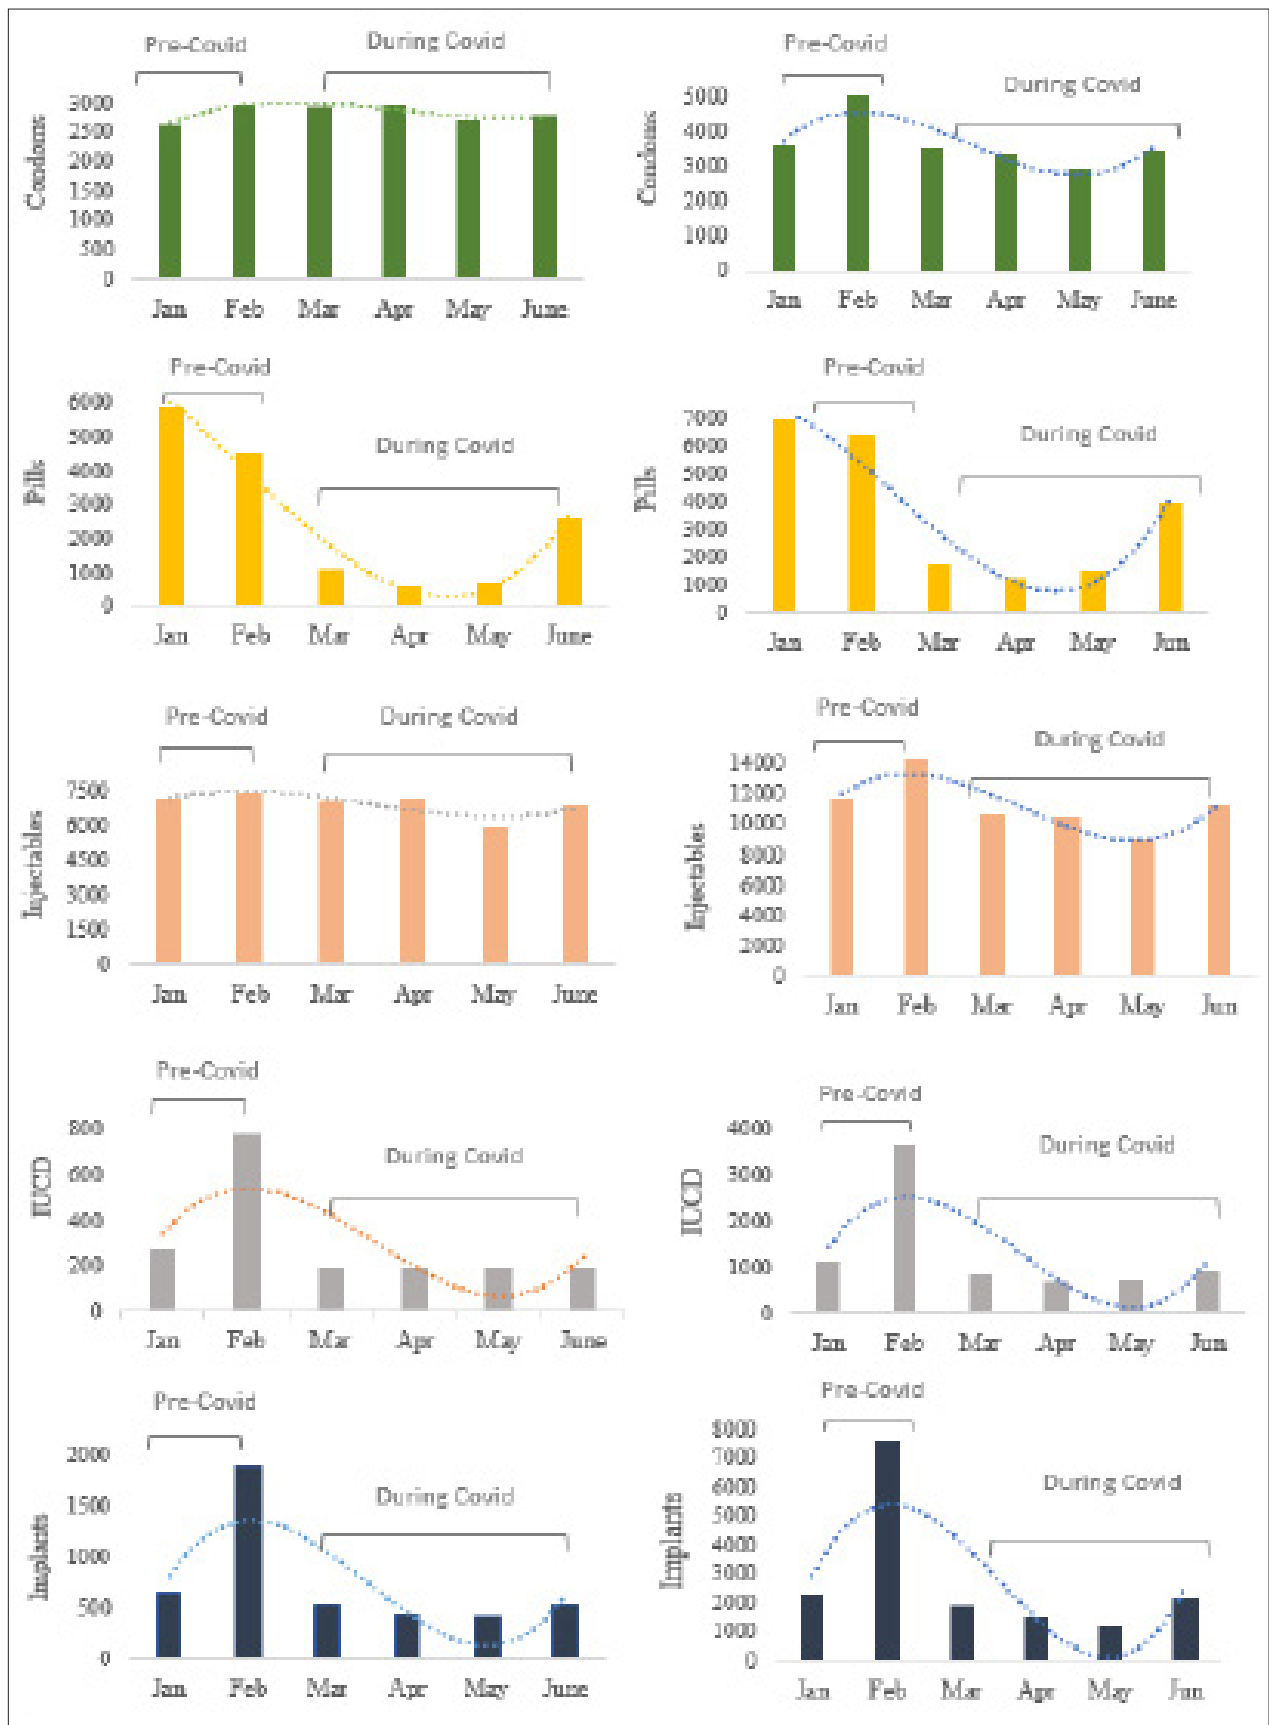 Pre-Covid
During Covid
Condoms
3000
2500
2000
1500
1000
500
0
Jan Feb Mar Apr May June
Pre-Covid
During Covid
Condoms
5000
4000
3000
2000
1000
0
Jan Feb Mar Apr May June
Pre-Covid
During Covid
Pills
6000
5000
4000
3000
2000
1000
0
Jan Feb Mar Apr May June
Pre-Covid
During Covid
Pills
7000
6000
5000
4000
3000
2000
1000
0
Jan Feb Mar Apr May Jun
Pre-Covid
During Covid
Injectables
7500
6000
4500
3000
1500
0
Jan Feb Mar Apr May June
Pre-Covid
During Covid
Injectables
14000
12000
10000
8000
6000
4000
2000
0
Jan Feb Mar Apr May Jun
Pre-Covid
During Covid
IUCD
800
600
400
200
0
Jan Feb Mar Apr May June
Pre-Covid
During Covid
IUCD
4000
3000
2000
1000
0
Jan Feb Mar Apr May Jun
Pre-Covid
During Covid
Implants
2000
1500
1000
500
0
Jan Feb Mar Apr May June
Pre-Covid
During Covid
Implants
8000
7000
6000
5000
4000
3000
2000
1000
0
Jan Feb Mar Apr May Jun